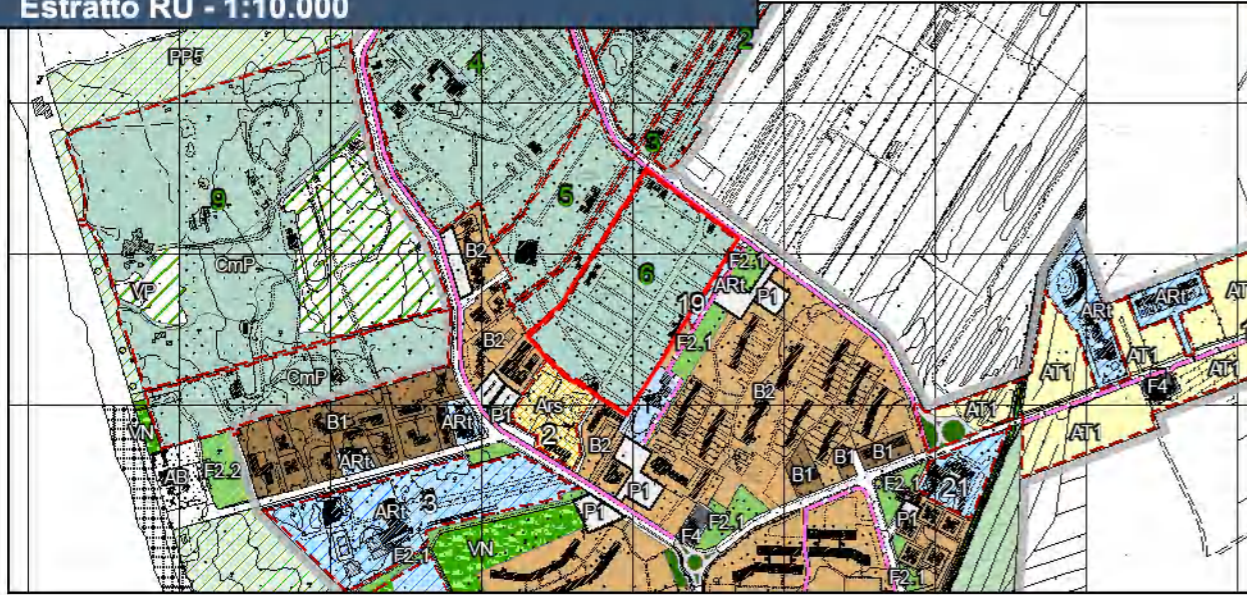 Estratto RU - 1:10.000
PP5
4
2
3
9
5
CmP
VP
B2
6
F2.1
ARt
P1
19
F2.1
B2
ARt
ARt
AT
AT1
AT1
AT1
F4
CmP
B2
Ars
2
P1
B2
AT1
AT1
B1
ARt
ARt
VN
AB
F2.2
B1
B1
B1
F2.1
21
ARt
3
P1
P1
P1
F2.1
F4
F2.1
VN
F2.1